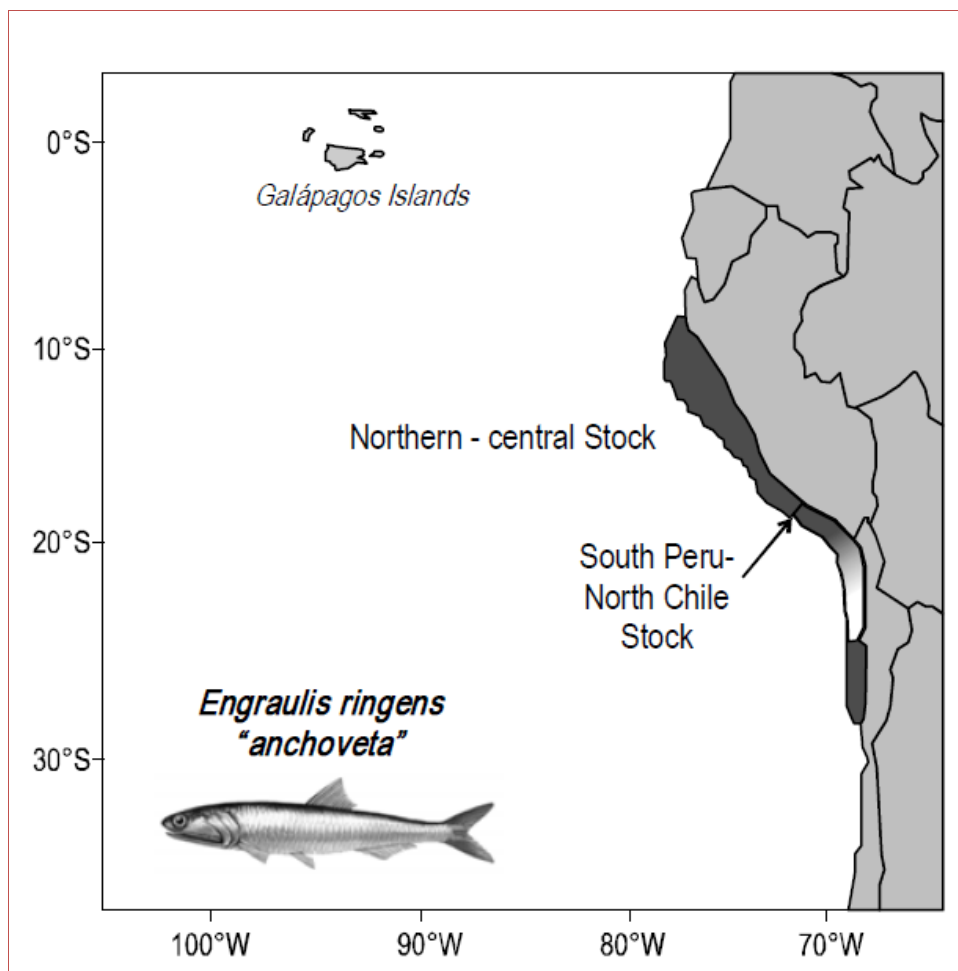 0°S
Galápagos Islands
10°S
Northern - central Stock
20°S
South Peru-
North Chile
Stock
Engraulis ringens
“anchoveta”
30°S
100°W
90°W
80°W
70°W